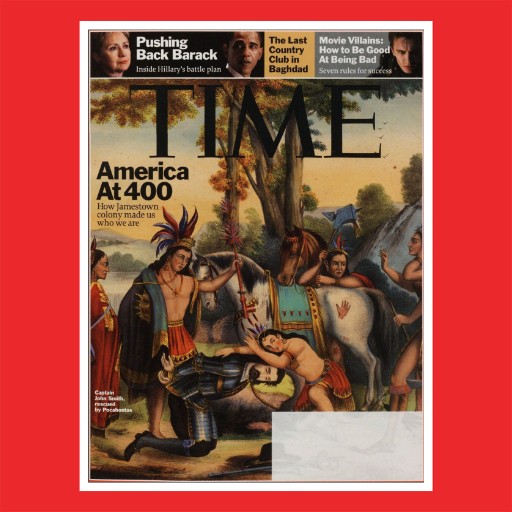 Pushing
Back Barack
Inside Hillary's battle plan
The Last
Country
Club in
Baghdad
Movie Villains:
How to Be Good
At Being Bad
Seven rules for success
TIME
America
At 400
How Jamestown
colony made us
who we are
Captain
John Smith,
rescued
by Pocahontas